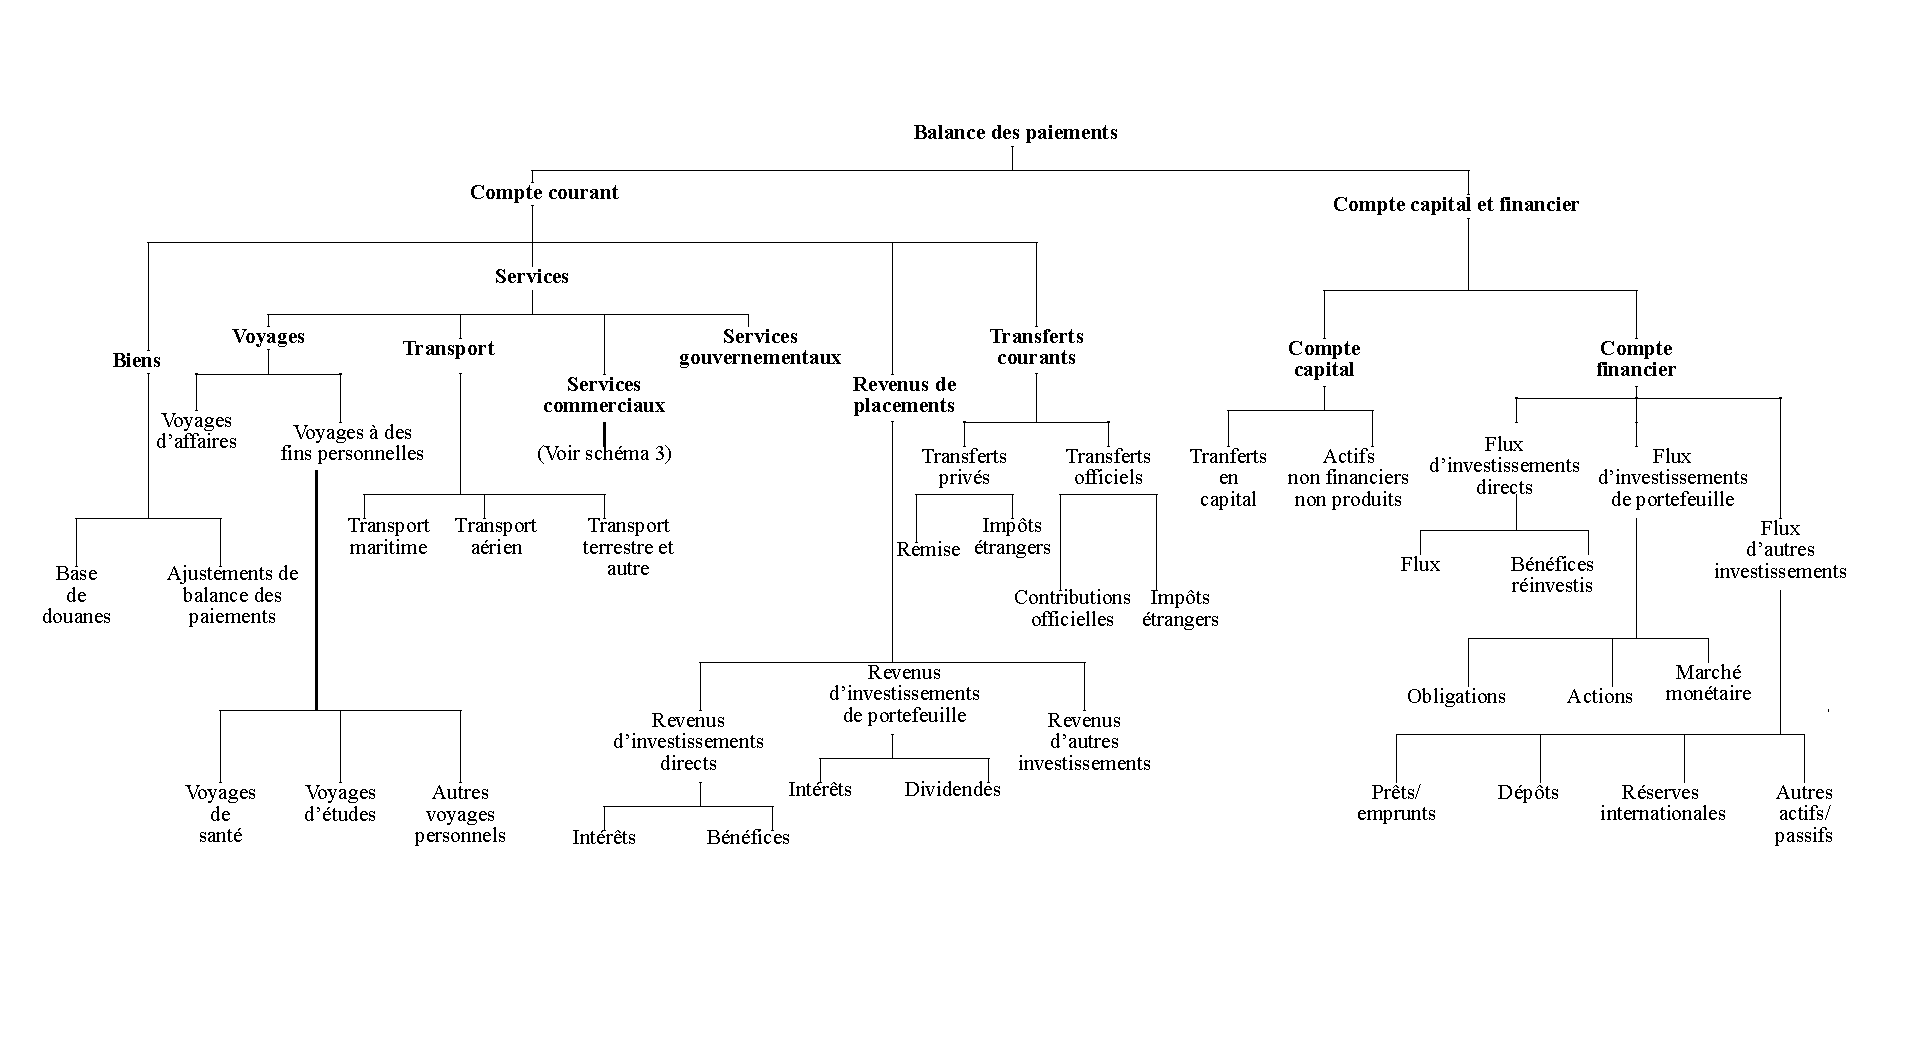 Balance des paiements
Compte courant
Compte capital et financier
Services
Biens
Voyages
Transport
Services
commerciaux
(Voir schéma 3)
Services
gouvernementaux
Revenus de
placements
Transferts
courants
Compte
capital
Compte
financier
Voyages
d’affaires
Voyages à des
fins personnelles
Transferts
privés
Transferts
officiels
Tranferts
en
capital
Actifs
non financiers
non produits
Flux
d’investissements
directs
Flux
d’investissements
de portefeuille
Flux
d’autres
investissements
Base
de
douanes
Ajustements de
balance des
paiements
Transport
maritime
Transport
aérien
Transport
terrestre et
autre
Remise
Impôts
étrangers
Contributions
officielles
Impôts
étrangers
Flux
Bénéfices
réinvestis
Revenus
d’investissements
directs
Revenus
d’investissements
de portefeuille
Revenus
d’autres
investissements
Obligations
Actions
Marché
monétaire
Voyages
de
santé
Voyages
d’études
Autres
voyages
personnels
Intérêts
Bénéfices
Intérêts
Dividendes
Prêts/
emprunts
Dépôts
Réserves
internationales
Autres
actifs/
passifs